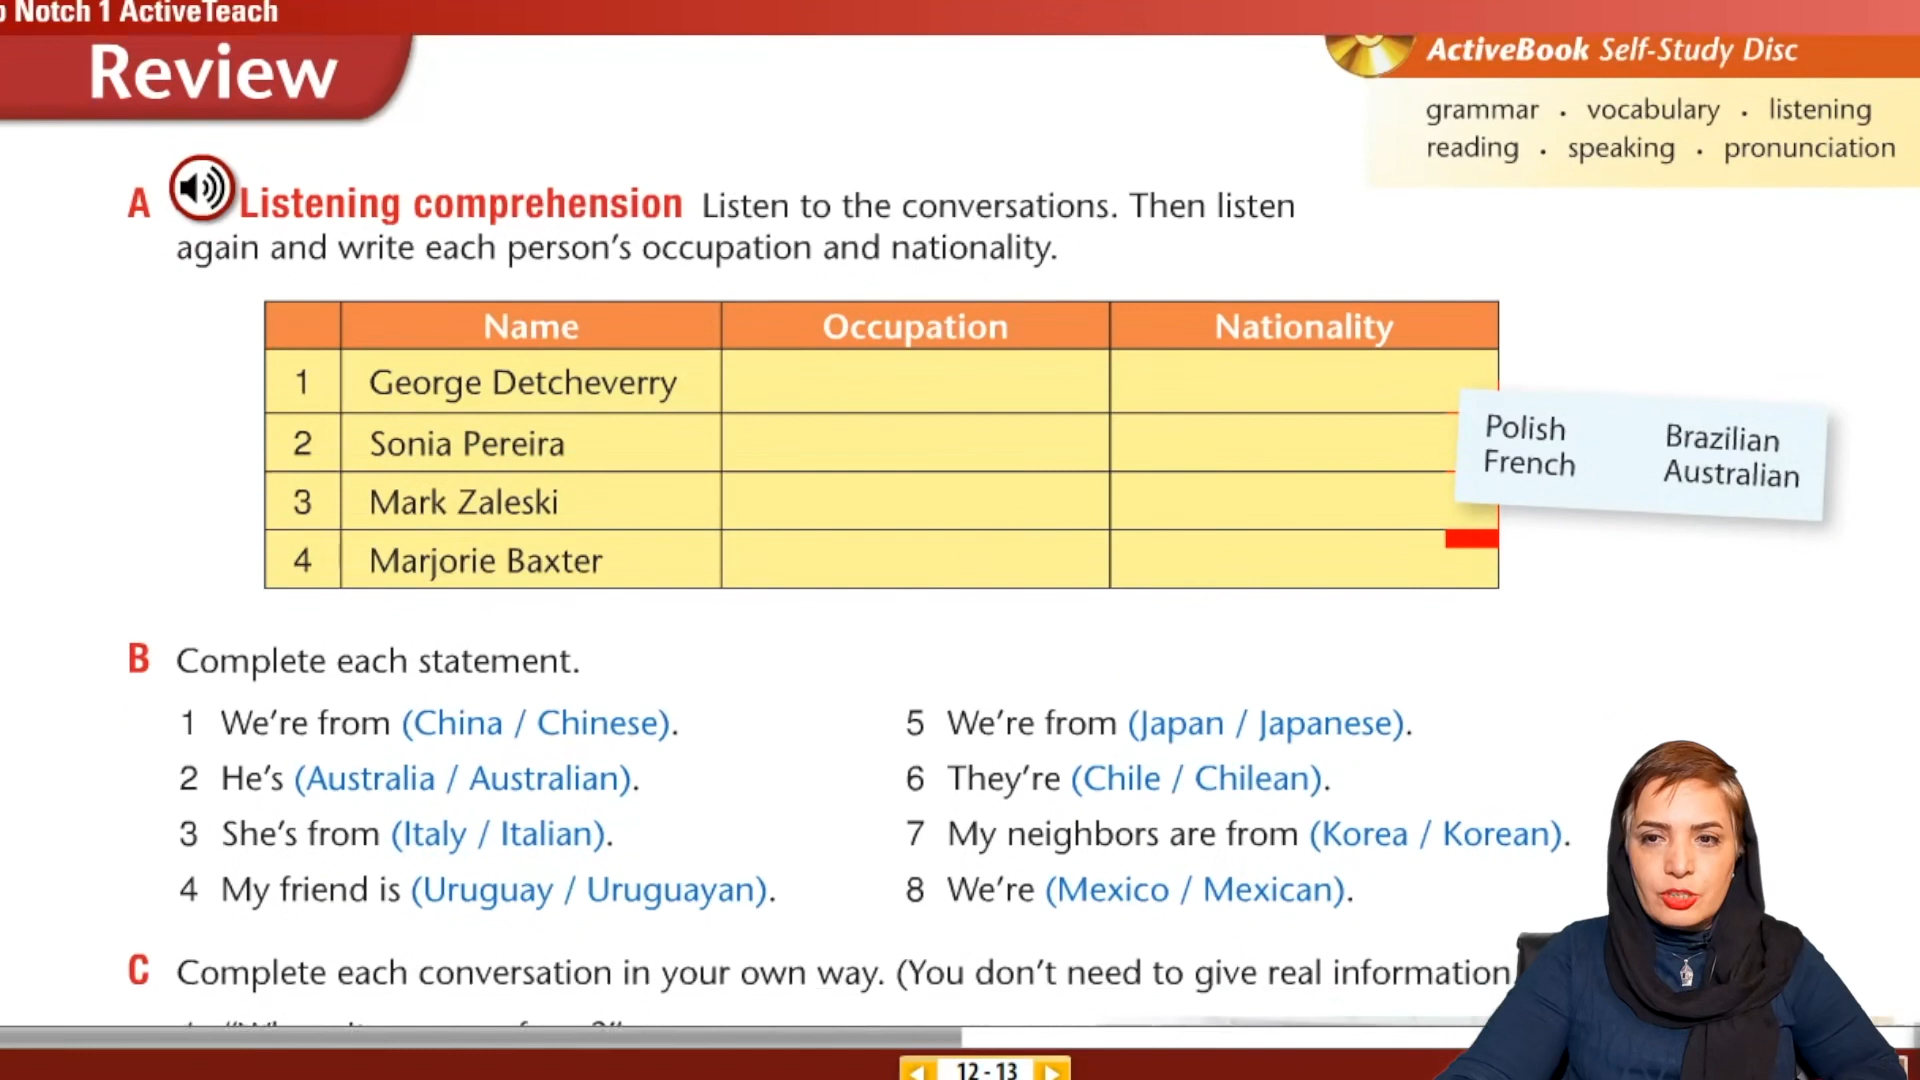 Notch 1 ActiveTeach
Review
ActiveBook Self-Study Disc
grammar · vocabulary · listening
reading · speaking · pronunciation
A Listening comprehension Listen to the conversations. Then listen
again and write each person's occupation and nationality.
Name Occupation Nationality
1 George Detcheverry
2 Sonia Pereira
3 Mark Zaleski
4 Marjorie Baxter
Polish Brazilian
French Australian
B Complete each statement.
1 We're from (China / Chinese).
2 He's (Australia / Australian).
3 She's from (Italy / Italian).
4 My friend is (Uruguay / Uruguayan).
5 We're from (Japan / Japanese).
6 They're (Chile / Chilean).
7 My neighbors are from (Korea / Korean).
8 We're (Mexico / Mexican).
C Complete each conversation in your own way. (You don't need to give real information
12 - 13